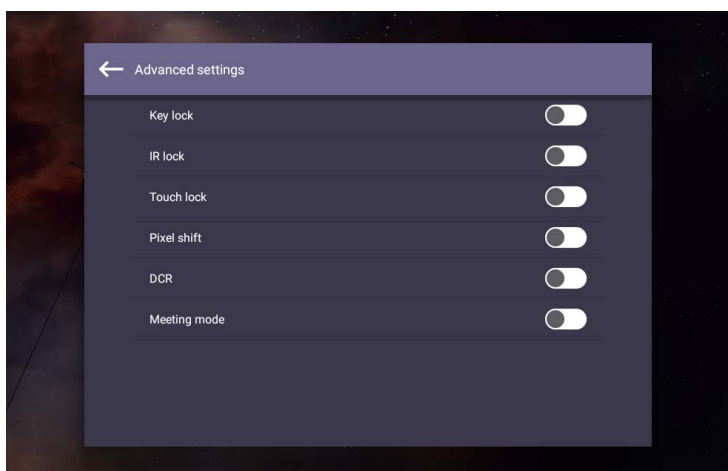 Advanced settings
Key lock
IR lock
Touch lock
Pixel shift
DCR
Meeting mode